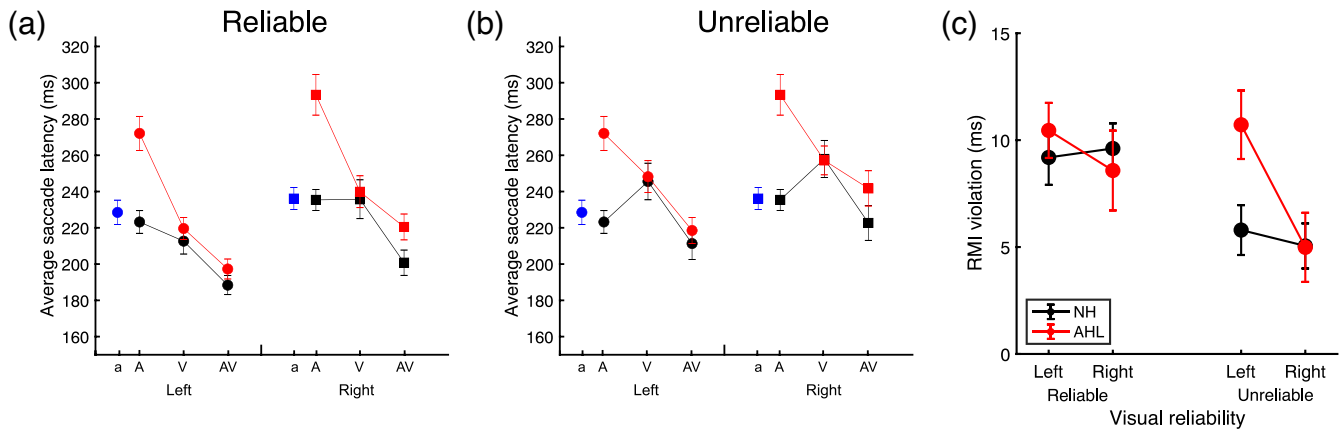 (a) Reliable
Average saccade latency (ms)
320
300
280
260
240
220
200
180
160
a A V AV a A V AV
Left Right
(b) Unreliable
Average saccade latency (ms)
320
300
280
260
240
220
200
180
160
a A V AV a A V AV
Left Right
(c)
RMI violation (ms)
15
10
5
0
NH
AHL
Left Right Left Right
Reliable Unreliable
Visual reliability